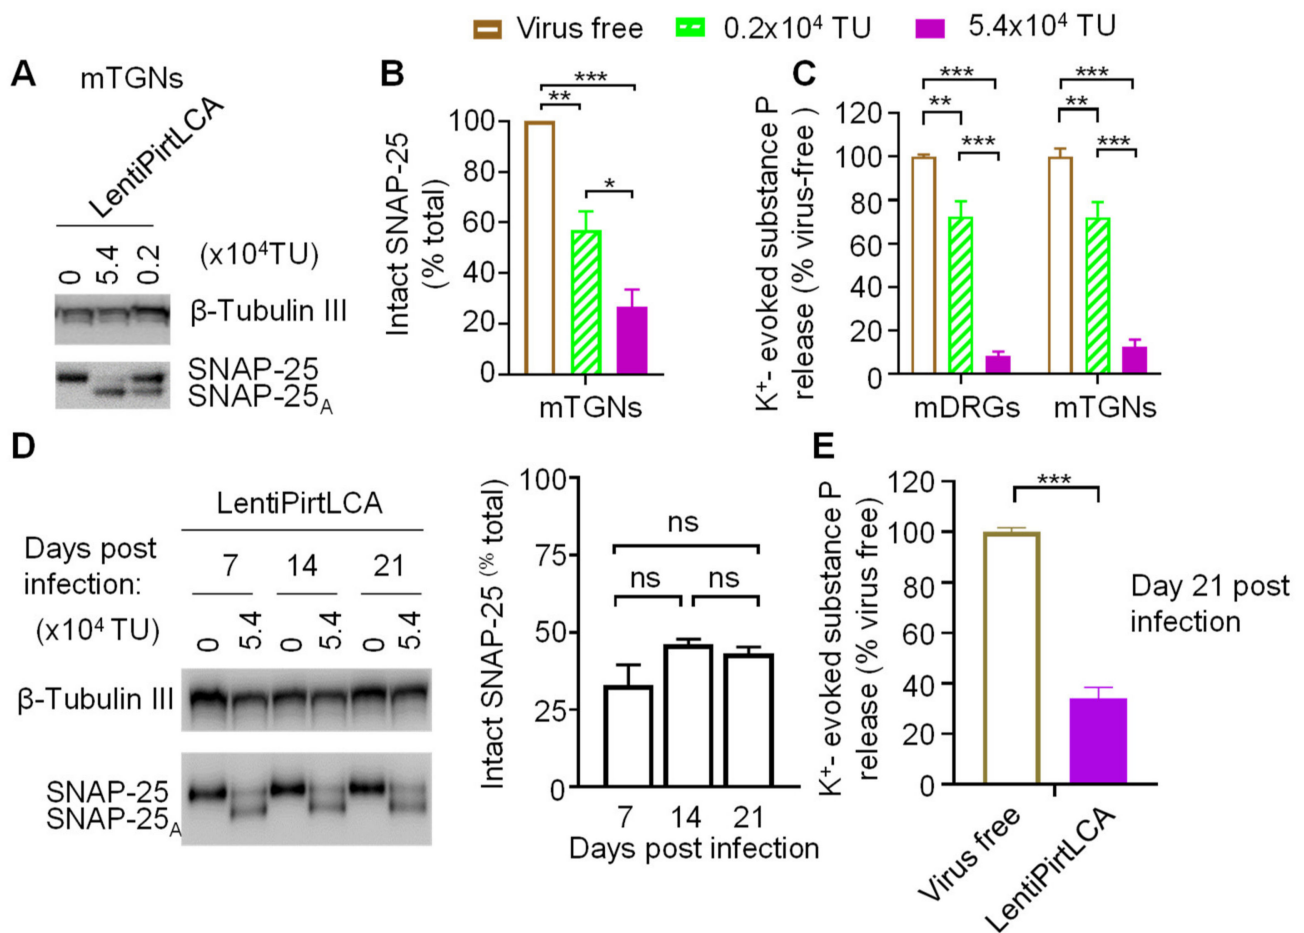 Virus free 0.2x10⁴ TU 5.4x10⁴ TU
A
mTGNs
LentiPirtLCA
0 5.4 0.2 (x10⁴TU)
β-Tubulin III
SNAP-25
SNAP-25A
B
Intact SNAP-25
(% total)
100
80
60
40
20
0
***
**
*
mTGNs
C
K⁺- evoked substance P
release (% virus-free )
120
100
80
60
40
20
0
*** ***
** **
*** ***
mDRGs mTGNs
D
LentiPirtLCA
Days post
infection:
7 14 21
(x10⁴ TU)
0 5.4 0 5.4 0 5.4
β-Tubulin III
SNAP-25
SNAP-25A
Intact SNAP-25 (% total)
100
75
50
25
0
ns
ns ns
7 14 21
Days post infection
E
K⁺- evoked substance P
release (% virus free)
120
100
80
60
40
20
0
***
Day 21 post
infection
Virus free
LentiPirtLCA